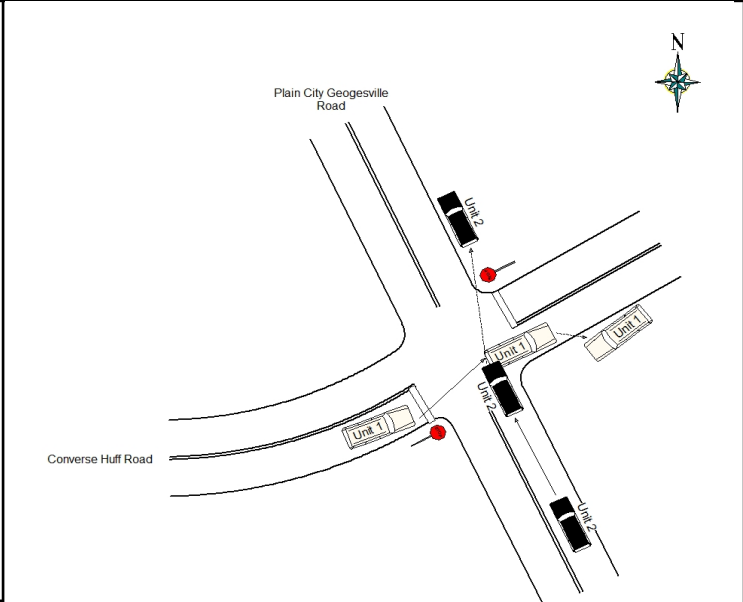 N
Plain City Geogesville
Road
Unit 2
Unit 1
Unit 1
Unit 2
Unit 1
Converse Huff Road
Unit 2